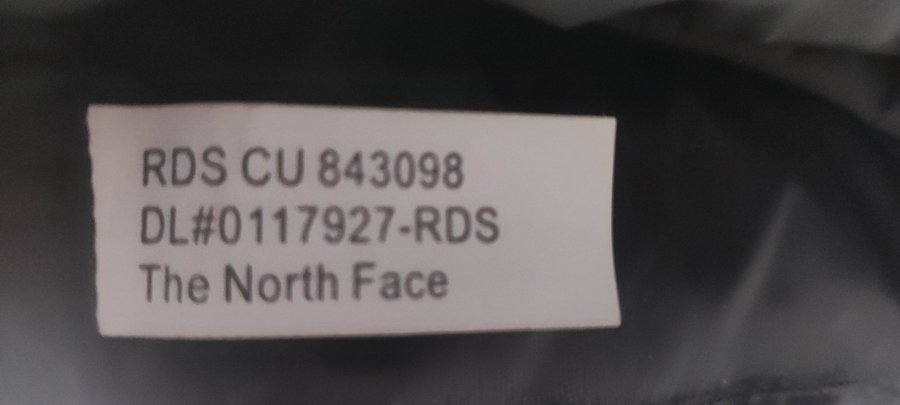 RDS CU 843098
DL#0117927-RDS
The North Face